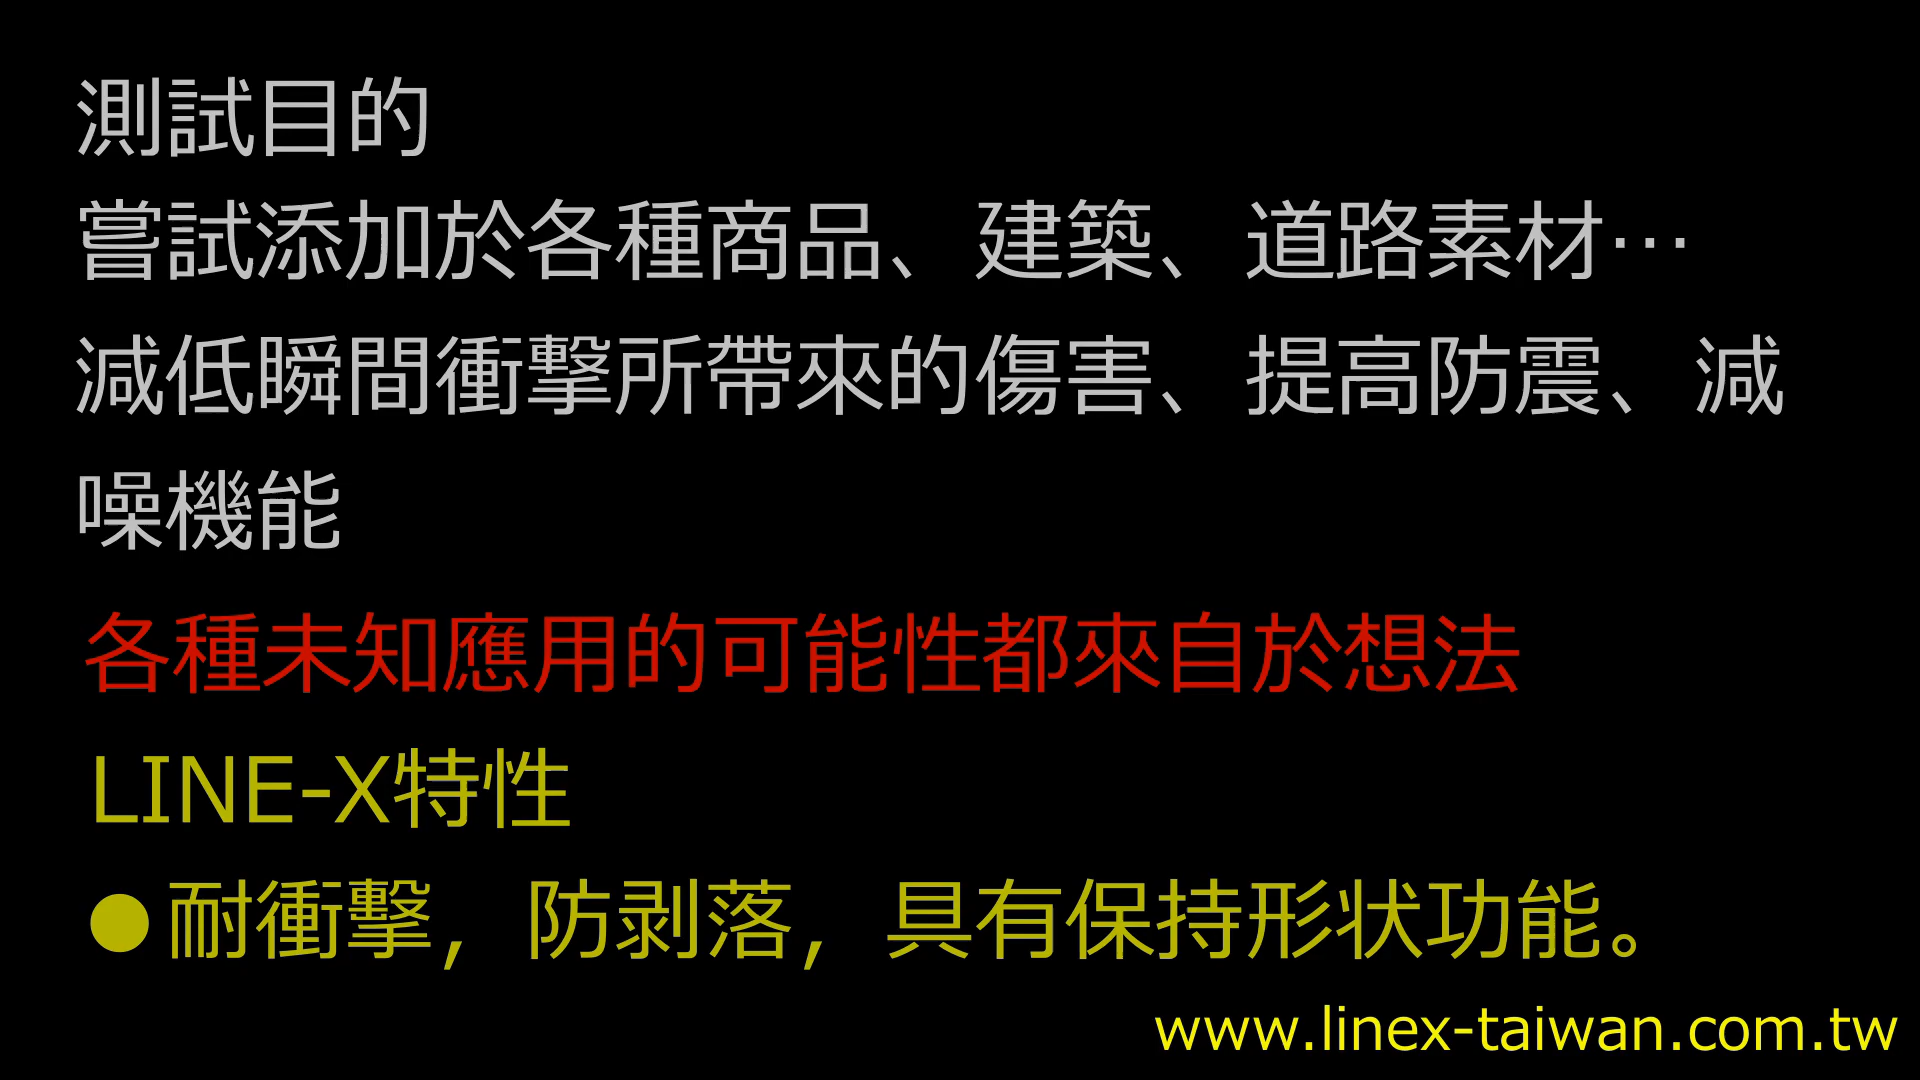 測試目的
嘗試添加於各種商品、建築、道路素材⋯
減低瞬間衝擊所帶來的傷害、提高防震、減
噪機能
各種未知應用的可能性都來自於想法
LINE-X特性
●耐衝擊，防剥落，具有保持形状功能。
www.linex-taiwan.com.tw